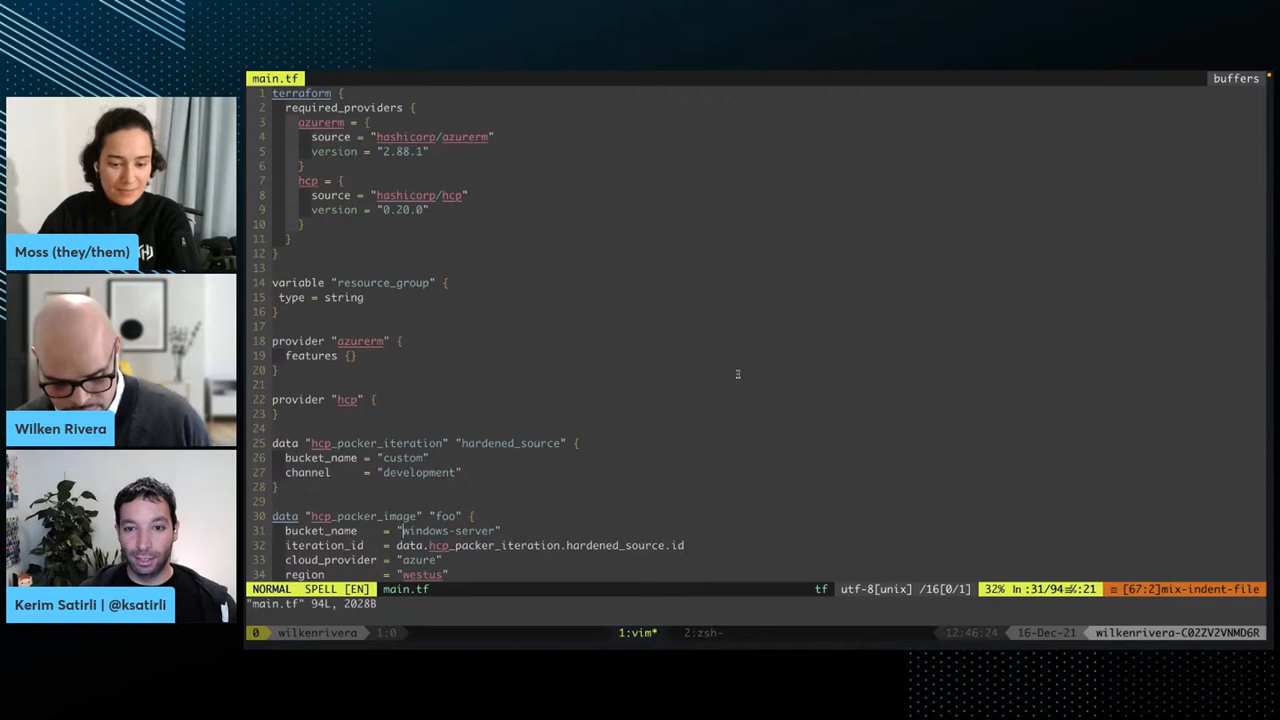 main.tf
buffers
1 terraform {
2 required_providers {
3 azurerm = {
4 source = "hashicorp/azurerm"
5 version = "2.88.1"
6 }
7 hcp = {
8 source = "hashicorp/hcp"
9 version = "0.20.0"
10 }
11 }
12 }
13
14 variable "resource_group" {
15 type = string
16 }
17
18 provider "azurerm" {
19 features {}
20 }
21
22 provider "hcp" {
23 }
24
25 data "hcp_packer_iteration" "hardened_source" {
26 bucket_name = "custom"
27 channel = "development"
28 }
29
30 data "hcp_packer_image" "foo" {
31 bucket_name = "windows-server"
32 iteration_id = data.hcp_packer_iteration.hardened_source.id
33 cloud_provider = "azure"
34 region = "westus"
NORMAL SPELL [EN] main.tf tf utf-8[unix] /16[0/1] 32% :31/94 :21 [67:2]mix-indent-file
"main.tf" 94L, 2028B
0 wilkenrivera 1:0 1:vim* 2:zsh- 12:46:24 16-Dec-21 wilkenrivera-C02ZV2VNMD6R
Moss (they/them)
Wilken Rivera
Kerim Satirli | @ksatirli